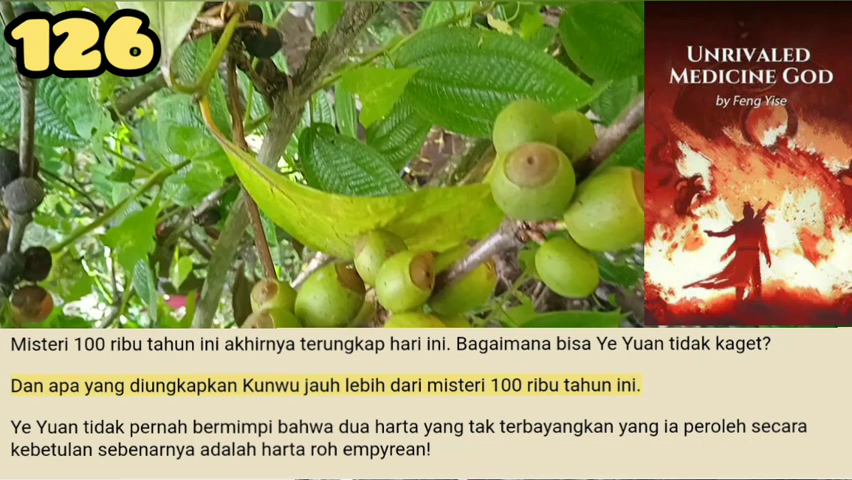 126
UNRIVALED
MEDICINE GOD
by Feng Yise
Misteri 100 ribu tahun ini akhirnya terungkap hari ini. Bagaimana bisa Ye Yuan tidak kaget?
Dan apa yang diungkapkan Kunwu jauh lebih dari misteri 100 ribu tahun ini.
Ye Yuan tidak pernah bermimpi bahwa dua harta yang tak terbayangkan yang ia peroleh secara
kebetulan sebenarnya adalah harta roh empyrean!